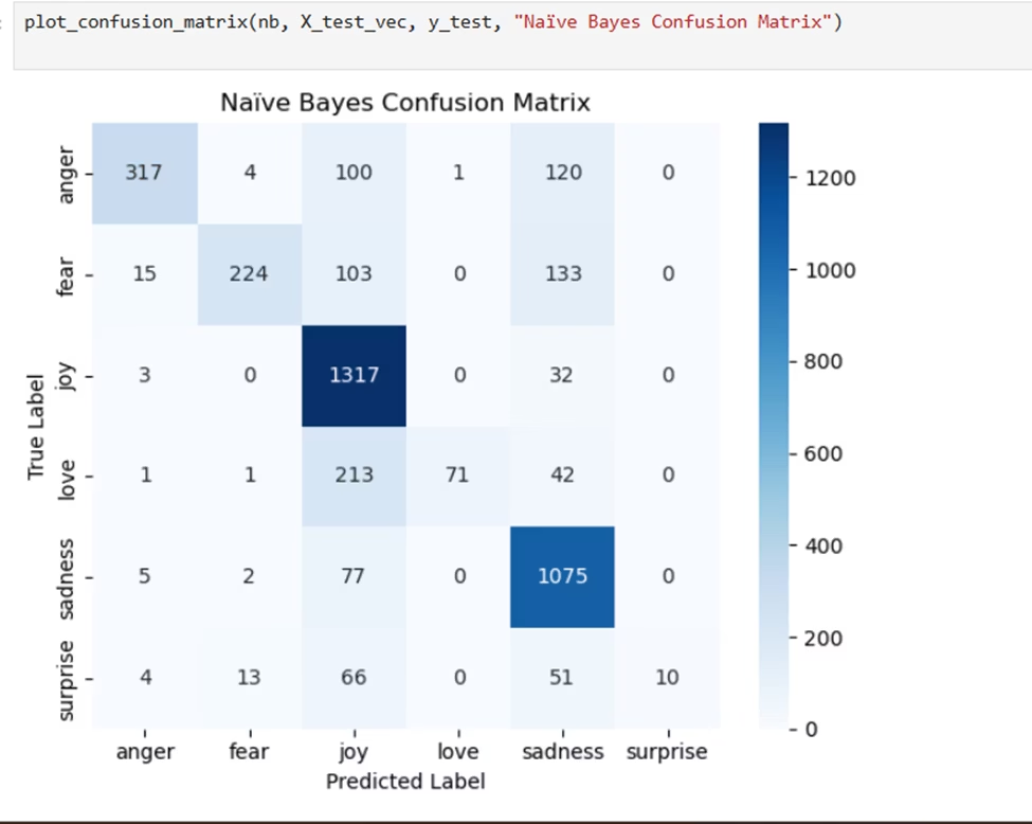 plot_confusion_matrix(nb, X_test_vec, y_test, "Naïve Bayes Confusion Matrix")
Naïve Bayes Confusion Matrix
anger 317 4 100 1 120 0
fear 15 224 103 0 133 0
joy 3 0 1317 0 32 0
love 1 1 213 71 42 0
sadness 5 2 77 0 1075 0
surprise 4 13 66 0 51 10
True Label
anger fear joy love sadness surprise
Predicted Label
1200
1000
800
600
400
200
0